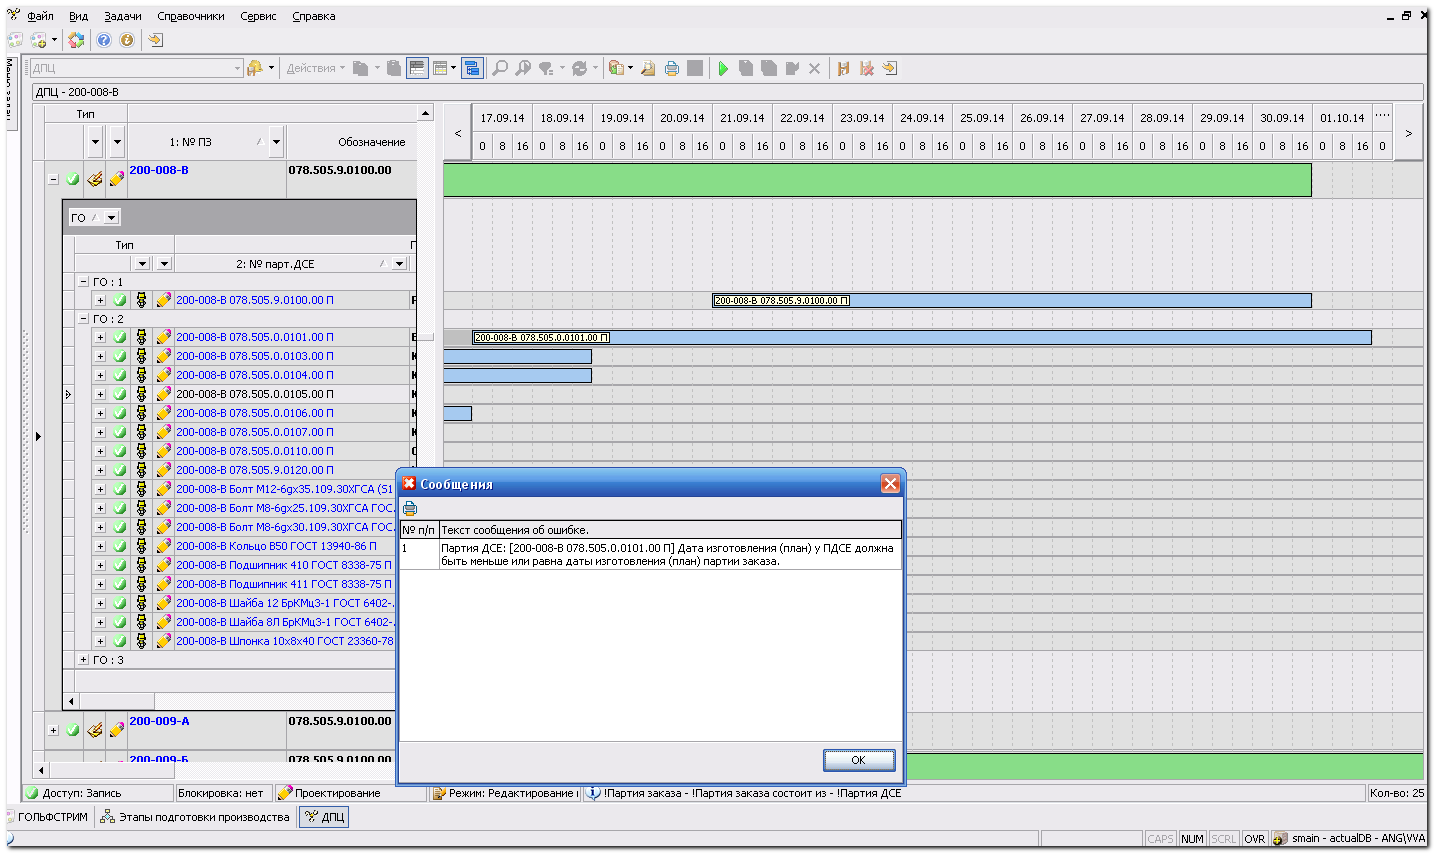 Файл Вид Задачи Справочники Сервис Справка
ДПЦ Действия
ДПЦ - 200-008-В
Тип
1: № ПЗ Обозначение
< 17.09.14 18.09.14 19.09.14 20.09.14 21.09.14 22.09.14 23.09.14 24.09.14 25.09.14 26.09.14 27.09.14 28.09.14 29.09.14 30.09.14 01.10.14 .... >
0 8 16 0 8 16 0 8 16 0 8 16 0 8 16 0 8 16 0 8 16 0 8 16 0 8 16 0 8 16 0 8 16 0 8 16 0 8 16 0 8 16 0 8 16 0
200-008-В 078.505.9.0100.00
ГО
Тип
2: № парт.ДСЕ
ГО : 1
200-008-В 078.505.9.0100.00 П
200-008-В 078.505.9.0100.00 П
ГО : 2
200-008-В 078.505.0.0101.00 П
200-008-В 078.505.0.0101.00 П
200-008-В 078.505.0.0103.00 П
200-008-В 078.505.0.0104.00 П
200-008-В 078.505.0.0105.00 П
200-008-В 078.505.0.0106.00 П
200-008-В 078.505.0.0107.00 П
200-008-В 078.505.0.0110.00 П
200-008-В 078.505.9.0120.00 П
200-008-В Болт М12-6gх35.109.30ХГСА (S1
200-008-В Болт М8-6gх25.109.30ХГСА ГОС.
200-008-В Болт М8-6gх30.109.30ХГСА ГОС.
200-008-В Кольцо В50 ГОСТ 13940-86 П
200-008-В Подшипник 410 ГОСТ 8338-75 П
200-008-В Подшипник 411 ГОСТ 8338-75 П
200-008-В Шайба 12 БрКМц3-1 ГОСТ 6402-.
200-008-В Шайба 8Л БрКМц3-1 ГОСТ 6402-.
200-008-В Шпонка 10х8х40 ГОСТ 23360-78
ГО : 3
Сообщения
№ п/п Текст сообщения об ошибке.
1 Партия ДСЕ: [200-008-В 078.505.0.0101.00 П] Дата изготовления (план) у ПДСЕ должна
быть меньше или равна даты изготовления (план) партии заказа.
OK
200-009-А 078.505.9.0100.00
200-009-Б 078.505.9.0100.00
Доступ: Запись Блокировка: нет Проектирование Режим: Редактирование !Партия заказа - !Партия заказа состоит из - !Партия ДСЕ Кол-во: 25
ГОЛЬФСТРИМ Этапы подготовки производства ДПЦ
CAPS NUM SCRL OVR smain - actualDB - ANG\VVA